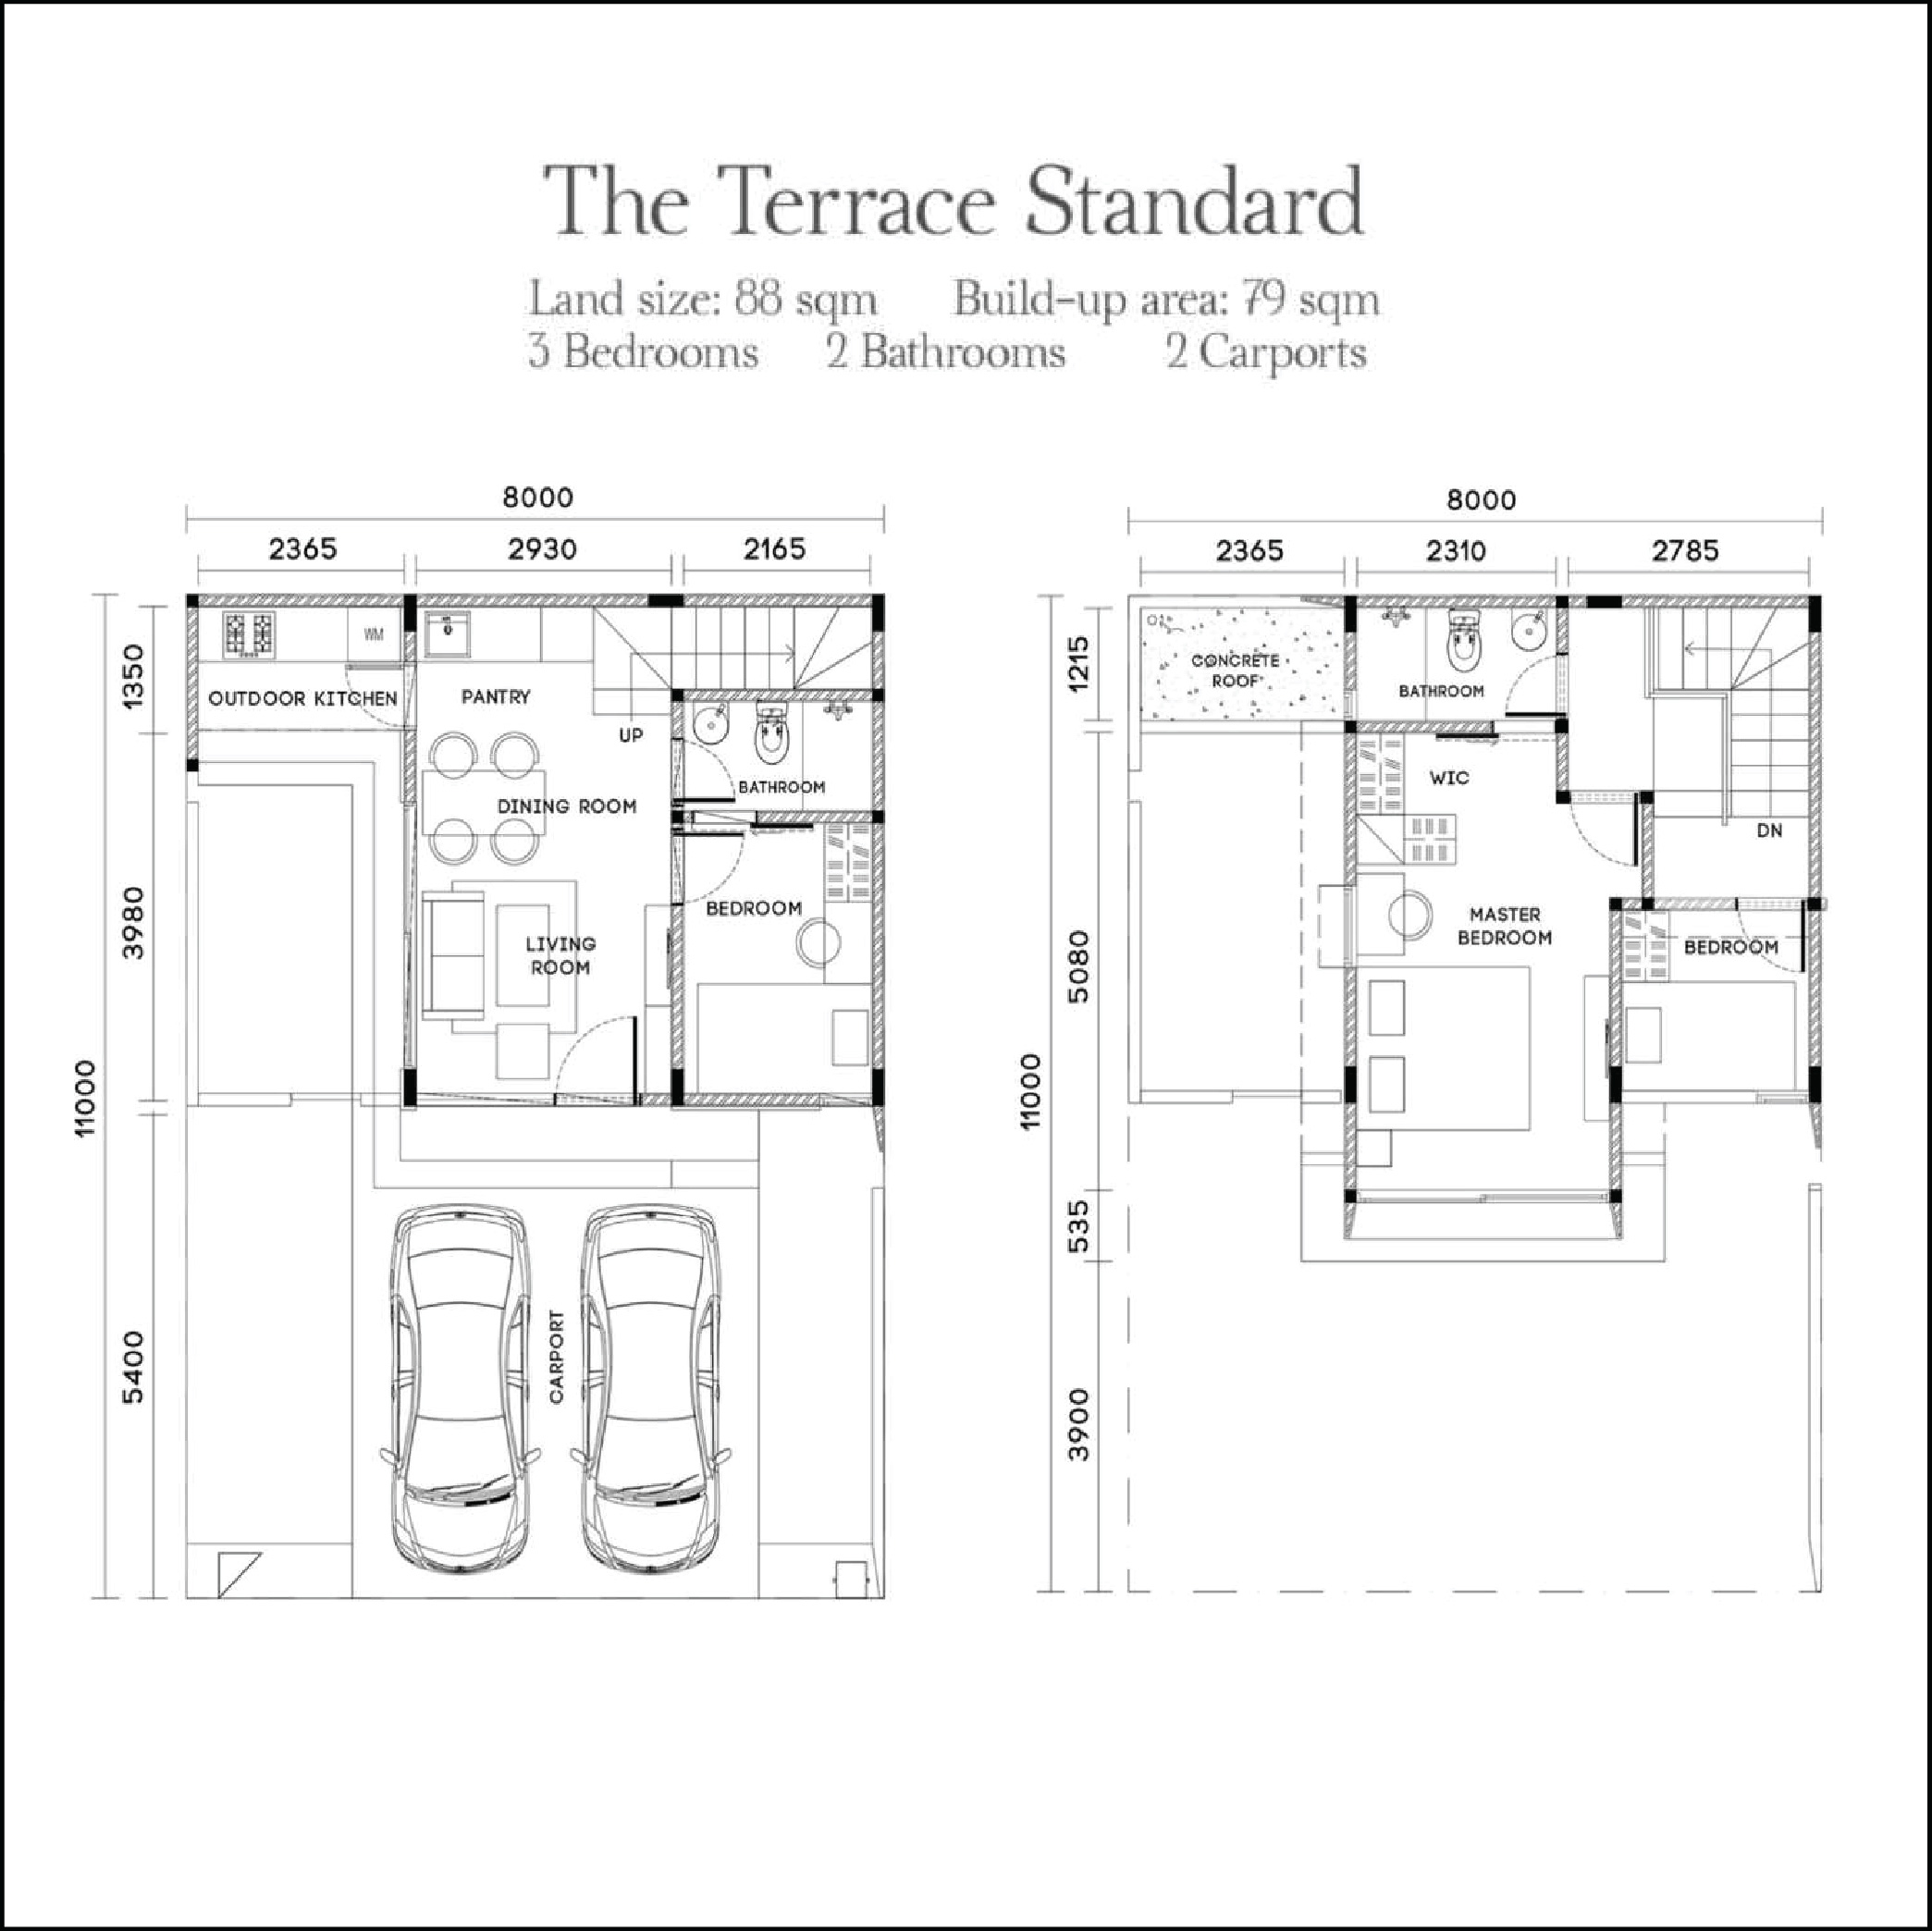 The Terrace Standard
Land size: 88 sqm Build-up area: 79 sqm
3 Bedrooms 2 Bathrooms 2 Carports
8000
2365 2930 2165
11000
1350
3980
5400
WM
OUTDOOR KITCHEN
PANTRY
UP
BATHROOM
DINING ROOM
BEDROOM
LIVING
ROOM
CARPORT
8000
2365 2310 2785
11000
1215
5080
535
3900
CONCRETE
ROOF
BATHROOM
WIC
DN
MASTER
BEDROOM
BEDROOM